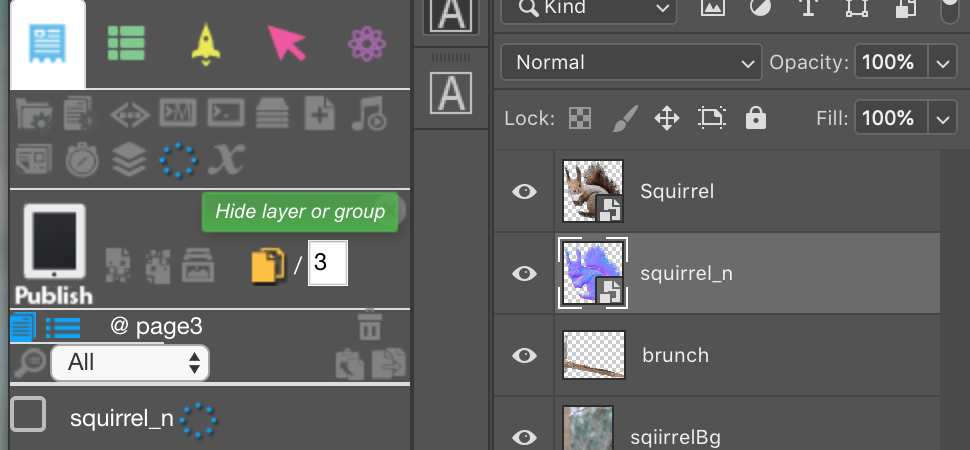 A
Kind
T
Normal
Opacity: 100%
A
Lock:
Fill: 100%
>M
x
Hide layer or group
Publish
/ 3
@ page3
All
squirrel_n
Squirrel
squirrel_n
brunch
sqiirrelBg